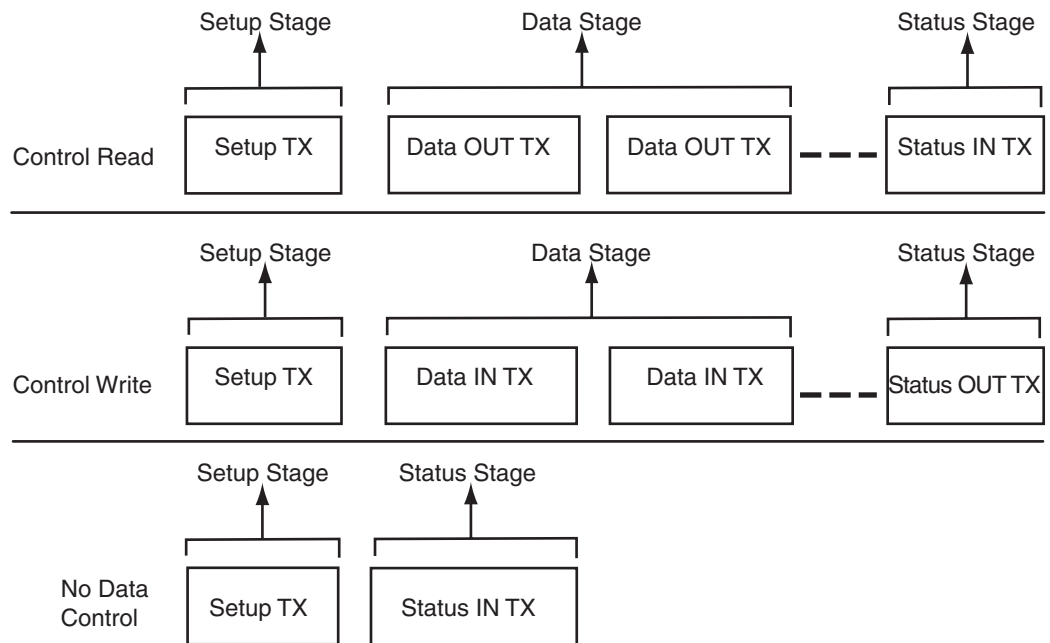 Setup Stage Data Stage Status Stage
Control Read Setup TX Data OUT TX Data OUT TX Status IN TX
Setup Stage Data Stage Status Stage
Control Write Setup TX Data IN TX Data IN TX Status OUT TX
Setup Stage Status Stage
No Data
Control Setup TX Status IN TX